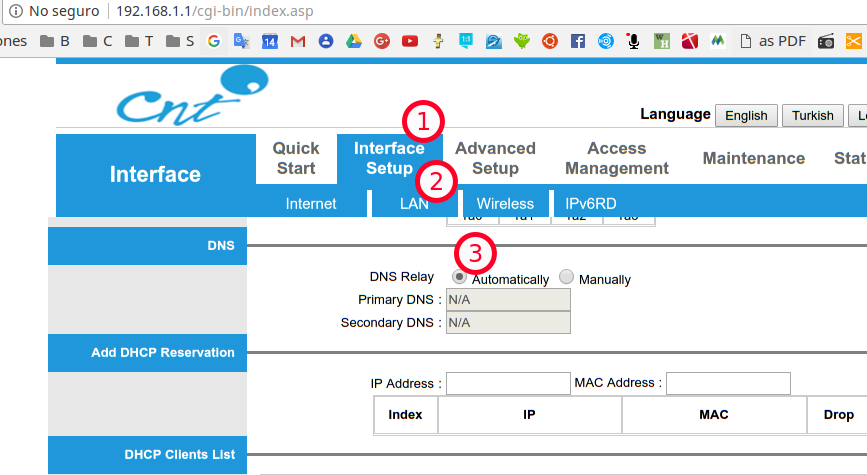 No seguro 192.168.1.1/cgi-bin/index.asp
ones B C T S G 14 1:1 W H as PDF
Cnt
Language English Turkish
1
Quick Start Interface Setup Advanced Setup Access Management Maintenance Stat
Interface
2
Internet LAN Wireless IPv6RD
DNS
3
DNS Relay Automatically Manually
Primary DNS : N/A
Secondary DNS : N/A
Add DHCP Reservation
IP Address : MAC Address :
Index IP MAC Drop
DHCP Clients List